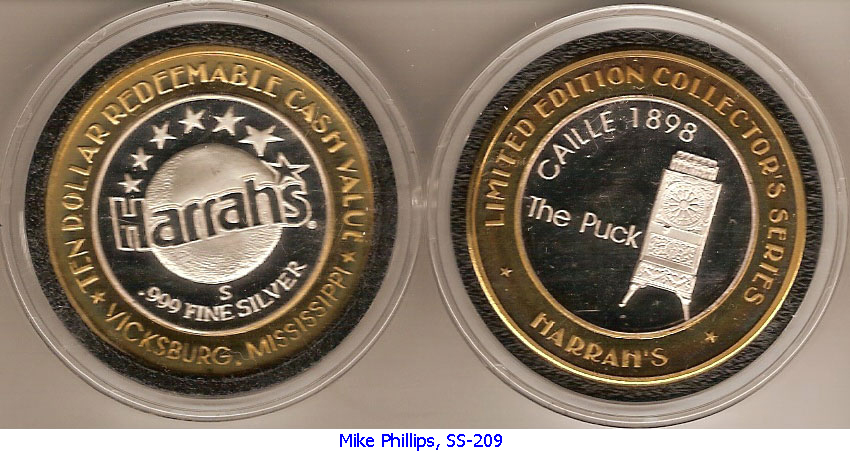 TEN DOLLAR REDEEMABLE CASH VALUE
Harrahs
S
.999 FINE SILVER
VICKSBURG, MISSISSIPPI
LIMITED EDITION COLLECTOR'S SERIES
CAILLE 1898
The Puck
HARRAH'S
Mike Phillips, SS-209